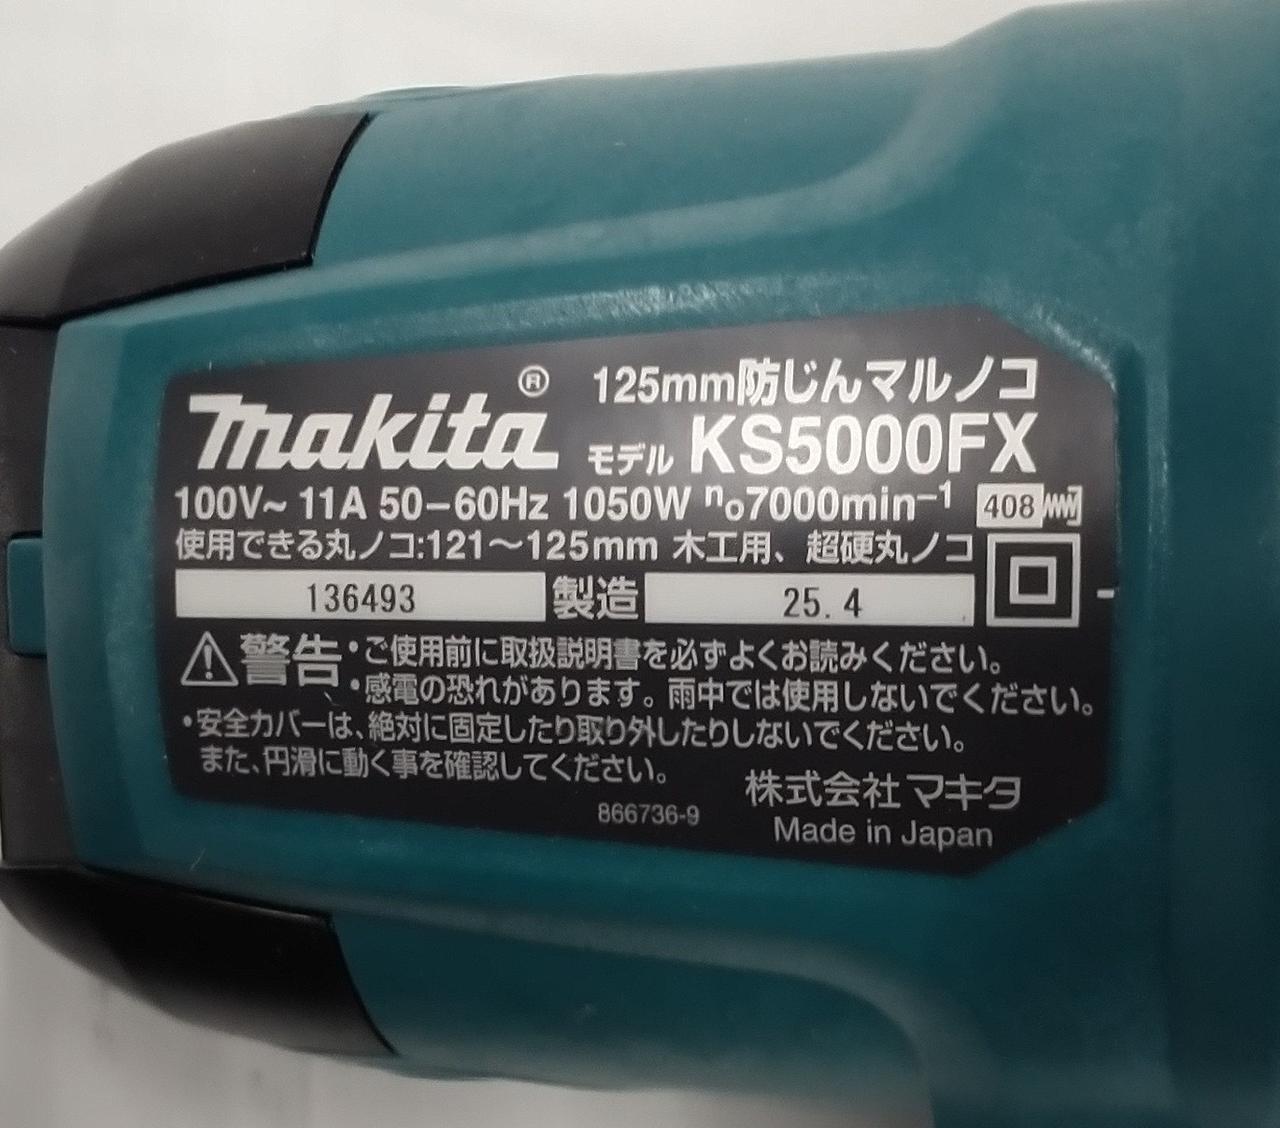 makita® 125mm防じんマルノコ
モデル KS5000FX
100V~ 11A 50-60Hz 1050W n₀7000min⁻¹ 408
使用できる丸ノコ:121~125mm 木工用、超硬丸ノコ
136493 製造 25.4
警告 •ご使用前に取扱説明書を必ずよくお読みください。
•感電の恐れがあります。雨中では使用しないでください。
•安全カバーは、絶対に固定したり取り外したりしないでください。
また、円滑に動く事を確認してください。
866736-9 株式会社マキタ
Made in Japan